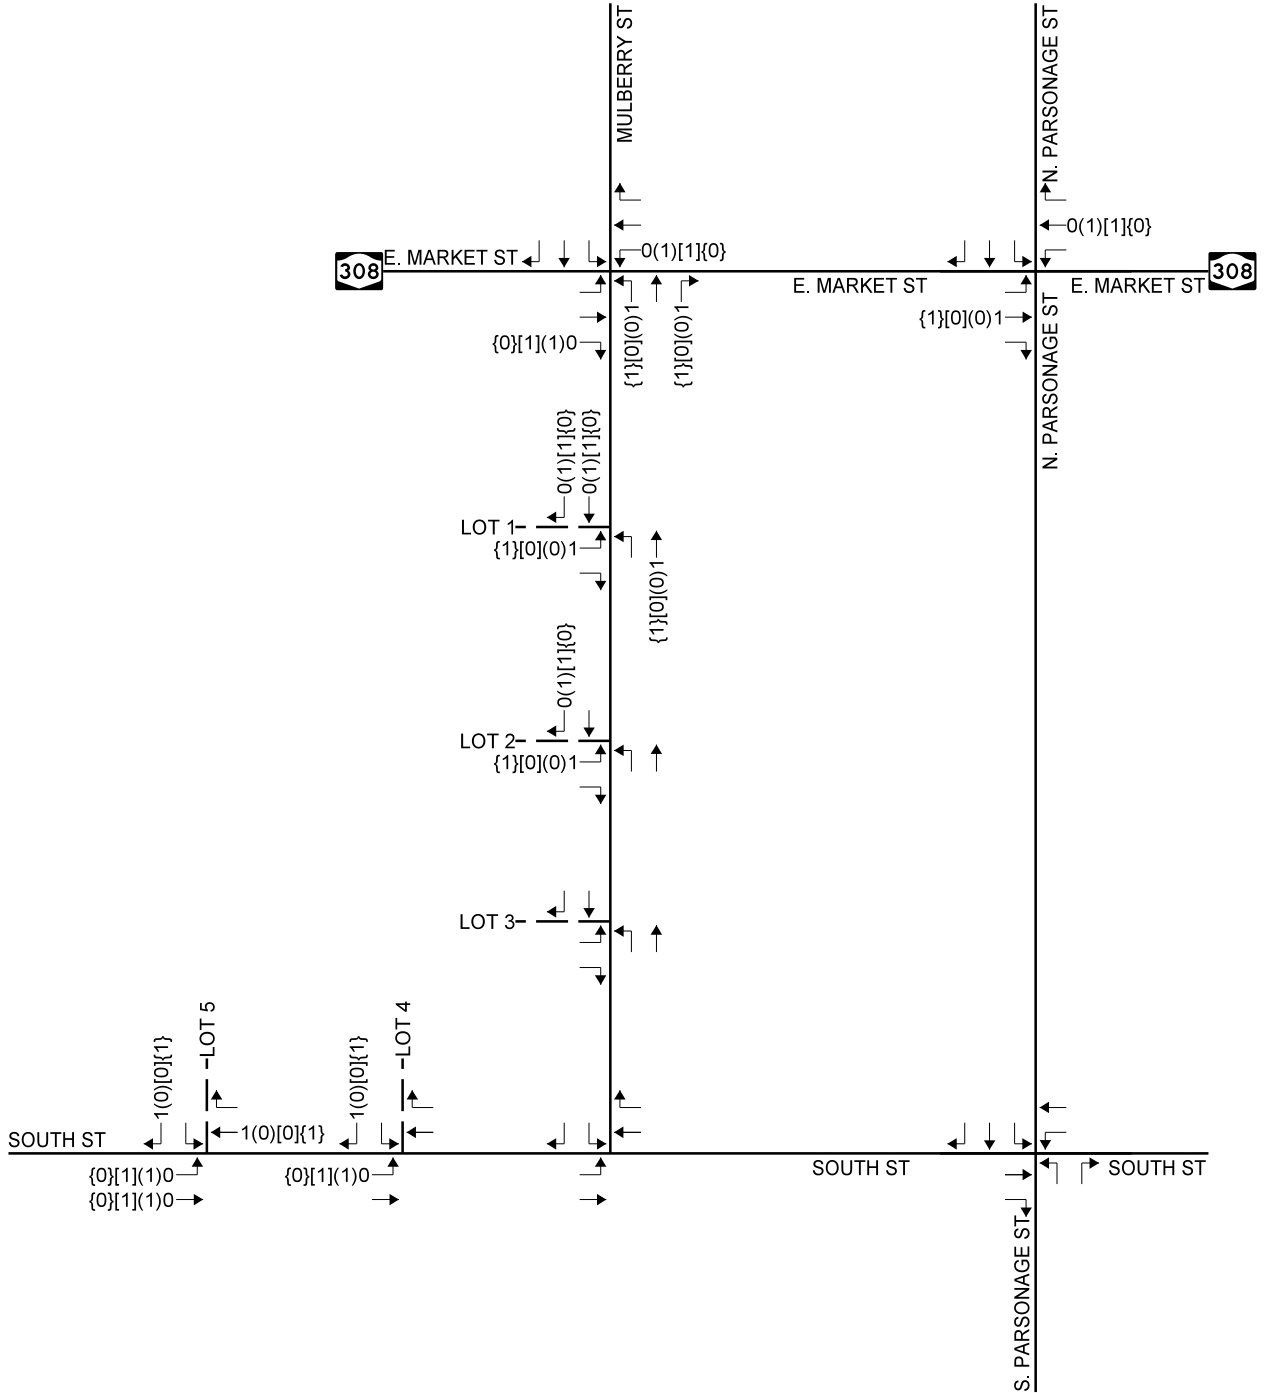 MULBERRY ST
N. PARSONAGE ST
0(1)[1]{0}
308
E. MARKET ST
0(1)[1]{0}
308
E. MARKET ST
E. MARKET ST
{1}[0](0)1
{0}[1](1)0
{1}[0](0)1
{1}[0](0)1
N. PARSONAGE ST
0(1)[1]{0}
0(1)[1]{0}
LOT 1
{1}[0](0)1
{1}[0](0)1
0(1)[1]{0}
LOT 2
{1}[0](0)1
LOT 3
LOT 5
LOT 4
1(0)[0]{1}
1(0)[0]{1}
SOUTH ST
1(0)[0]{1}
{0}[1](1)0
{0}[1](1)0
{0}[1](1)0
SOUTH ST
SOUTH ST
S. PARSONAGE ST